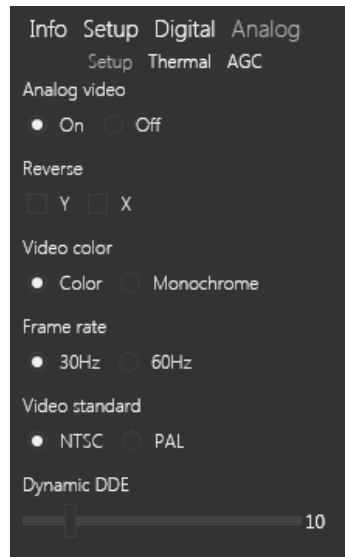 Info Setup Digital Analog
Setup Thermal AGC
Analog video
On Off
Reverse
Y X
Video color
Color Monochrome
Frame rate
30Hz 60Hz
Video standard
NTSC PAL
Dynamic DDE
10